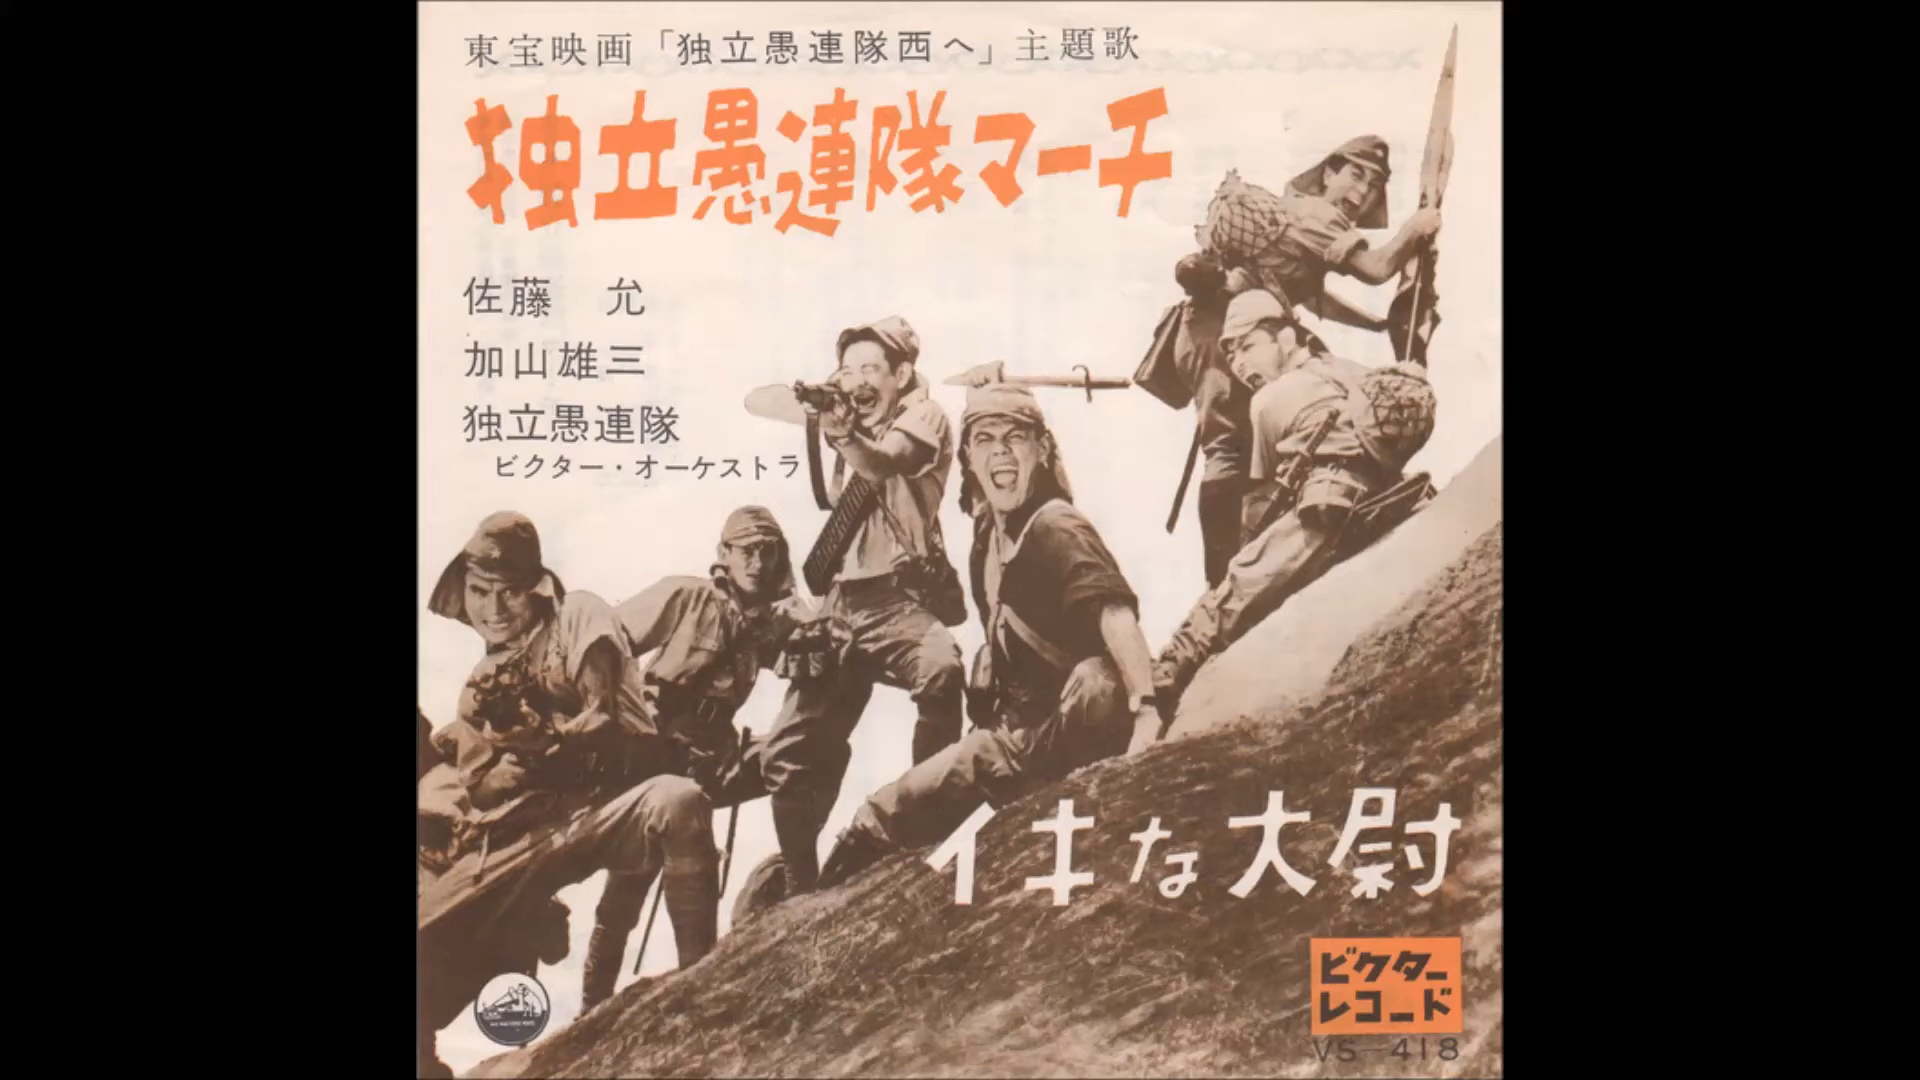 東宝映画「独立愚連隊西へ」主題歌
独立愚連隊マーチ
佐藤 允
加山雄三
独立愚連隊
ビクター・オーケストラ
イキな大尉
ビクター
レコード
VS-418